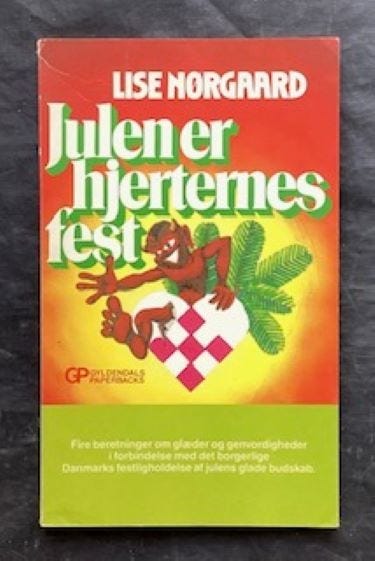 LISE NØRGAARD
Julen er
hjerternes
fest
GP GYLDENDALS
PAPERBACKS
Fire beretninger om glæder og genvordigheder
i forbindelse med det borgerlige
Danmarks festligholdelse af julens glade budskab.